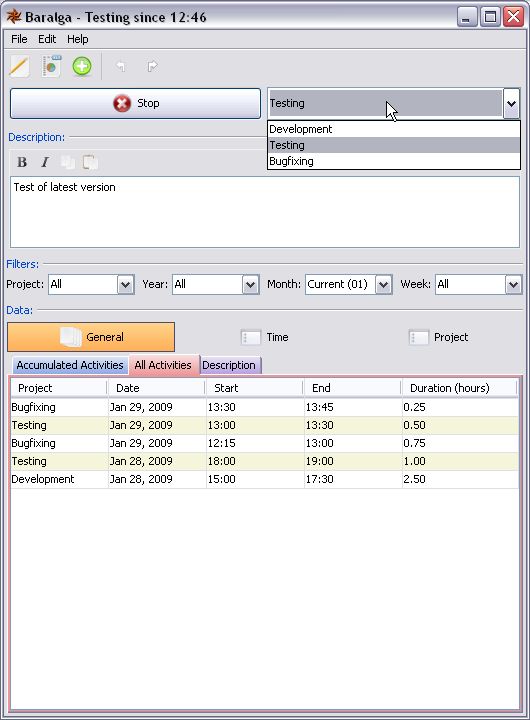 Baralga - Testing since 12:46
File Edit Help
Stop Testing
Development
Testing
Bugfixing
Description:
B I
Test of latest version
Filters:
Project: All Year: All Month: Current (01) Week: All
Data:
General Time Project
Accumulated Activities All Activities Description
Project Date Start End Duration (hours)
Bugfixing Jan 29, 2009 13:30 13:45 0.25
Testing Jan 29, 2009 13:00 13:30 0.50
Bugfixing Jan 29, 2009 12:15 13:00 0.75
Testing Jan 28, 2009 18:00 19:00 1.00
Development Jan 28, 2009 15:00 17:30 2.50